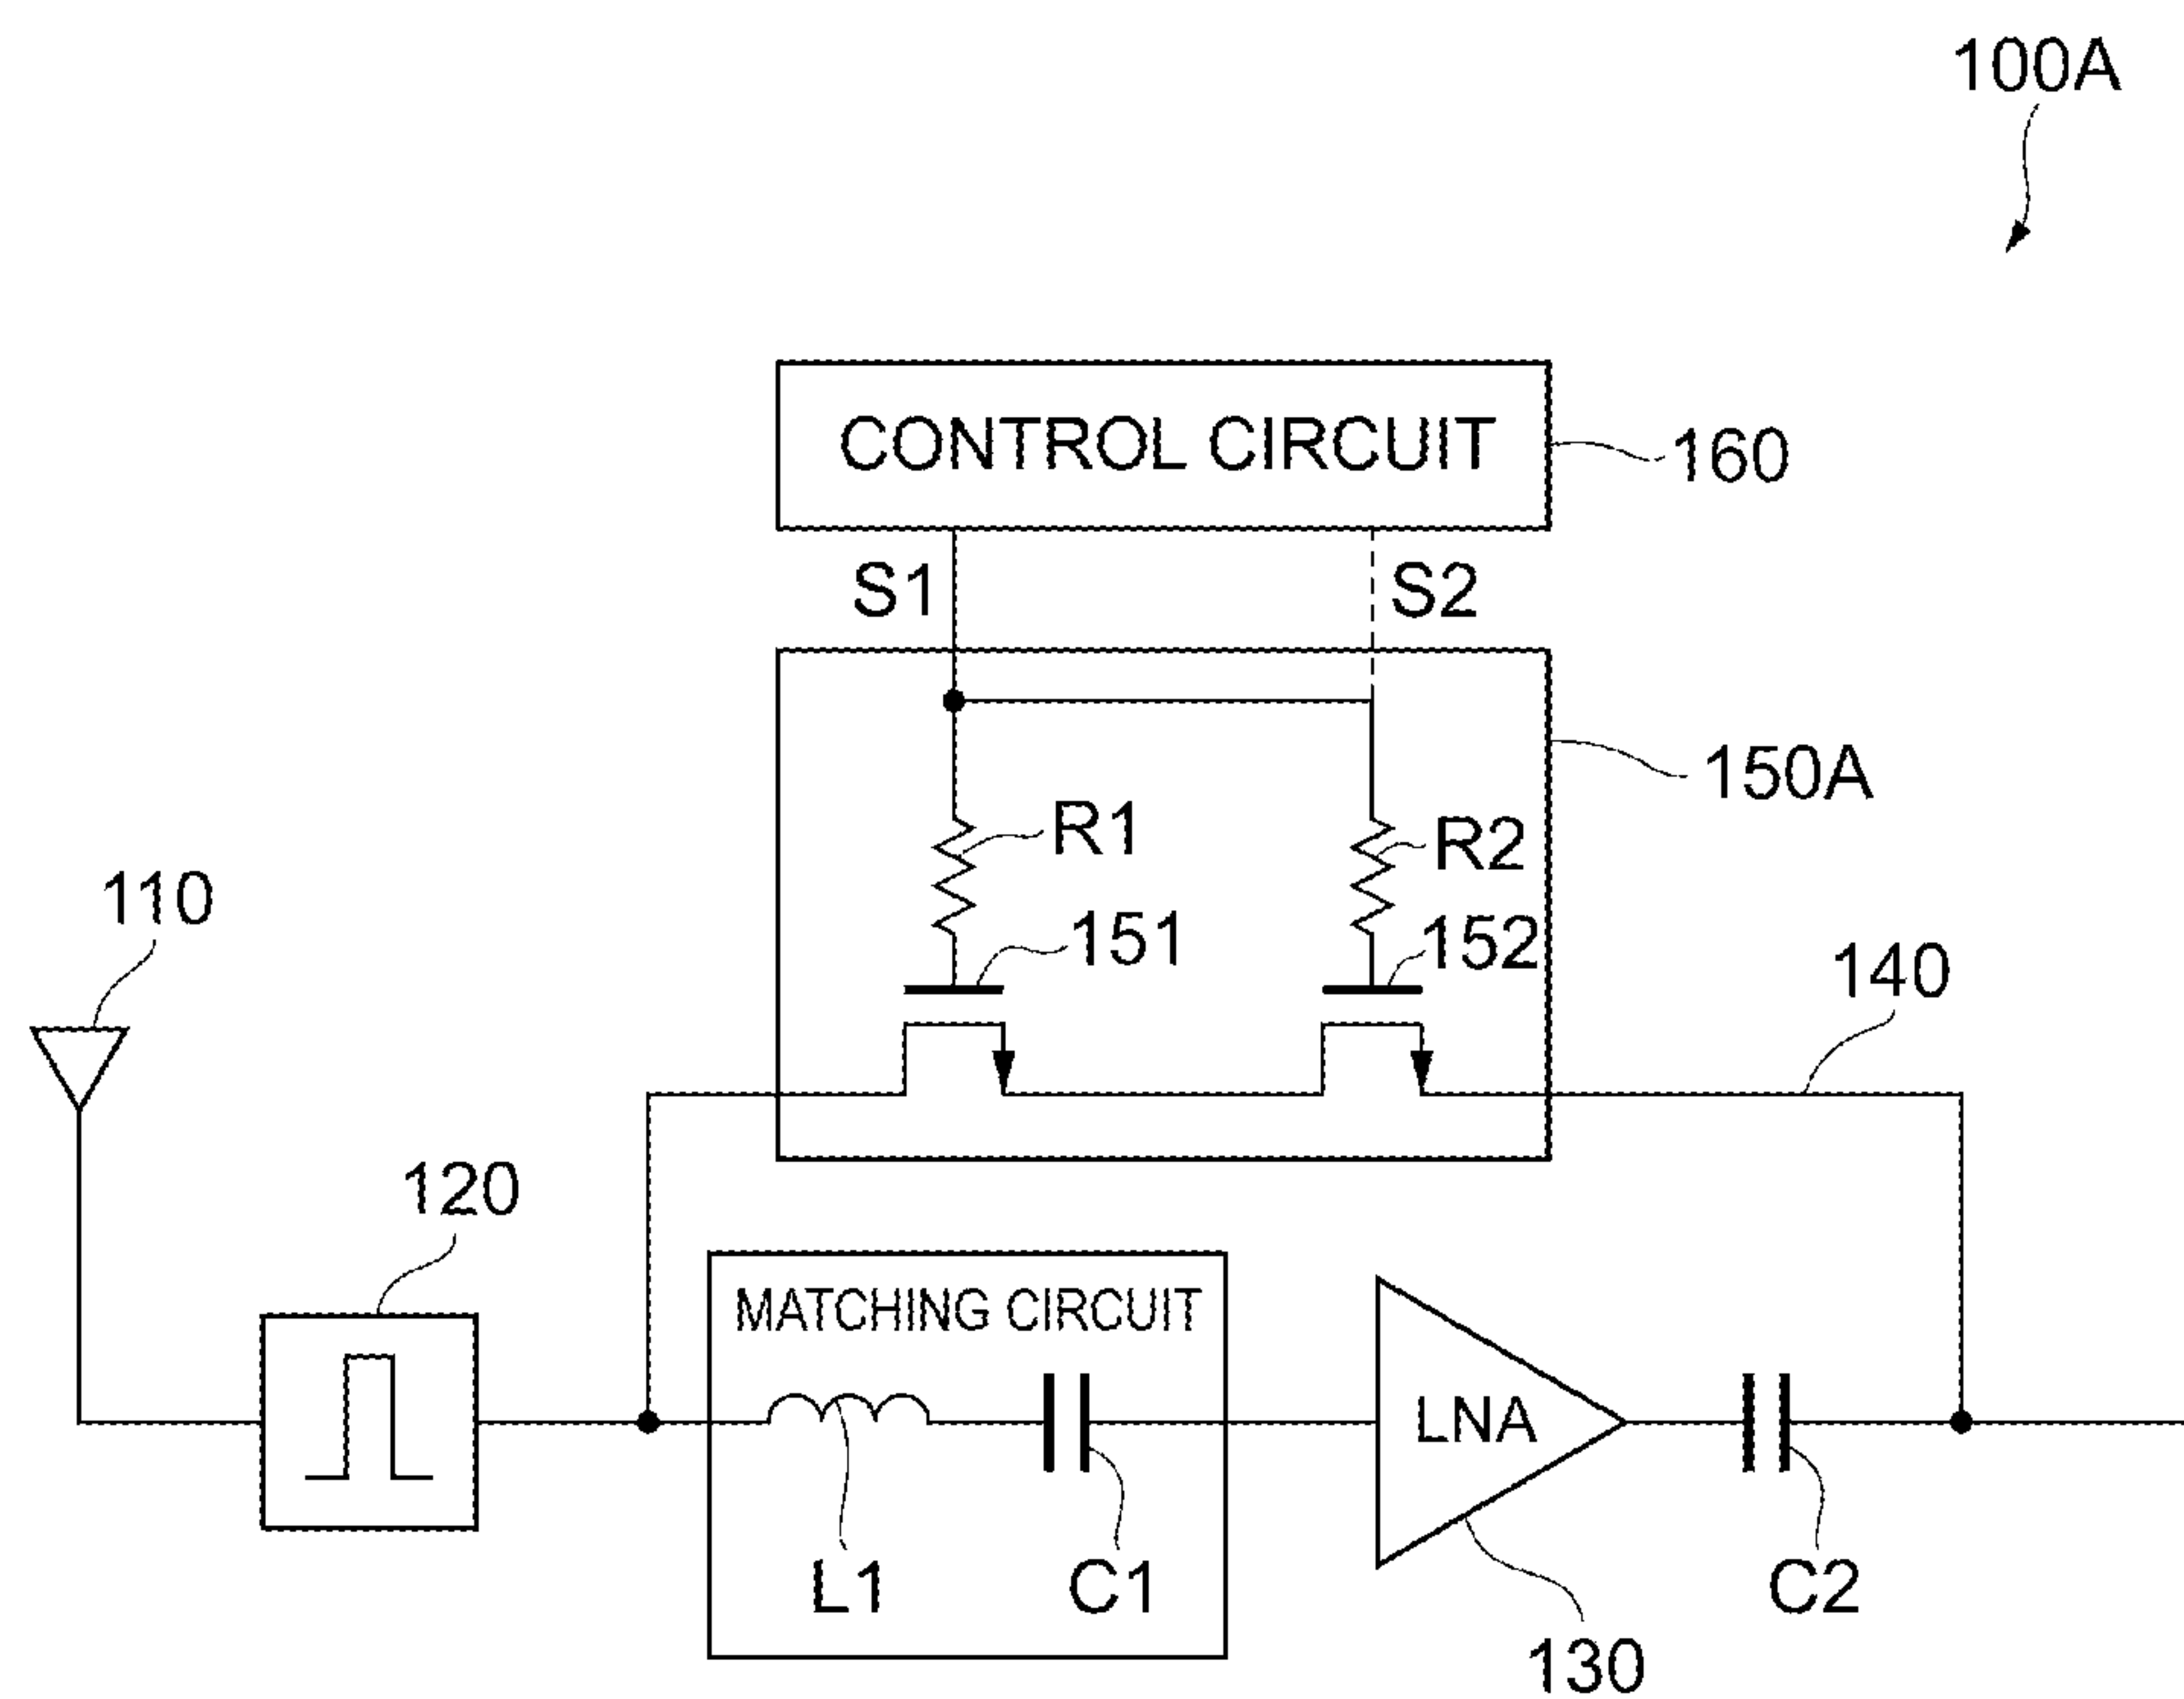 100A
CONTROL CIRCUIT
160
S1
S2
150A
R1
R2
110
151
152
140
120
MATCHING CIRCUIT
LNA
L1
C1
C2
130